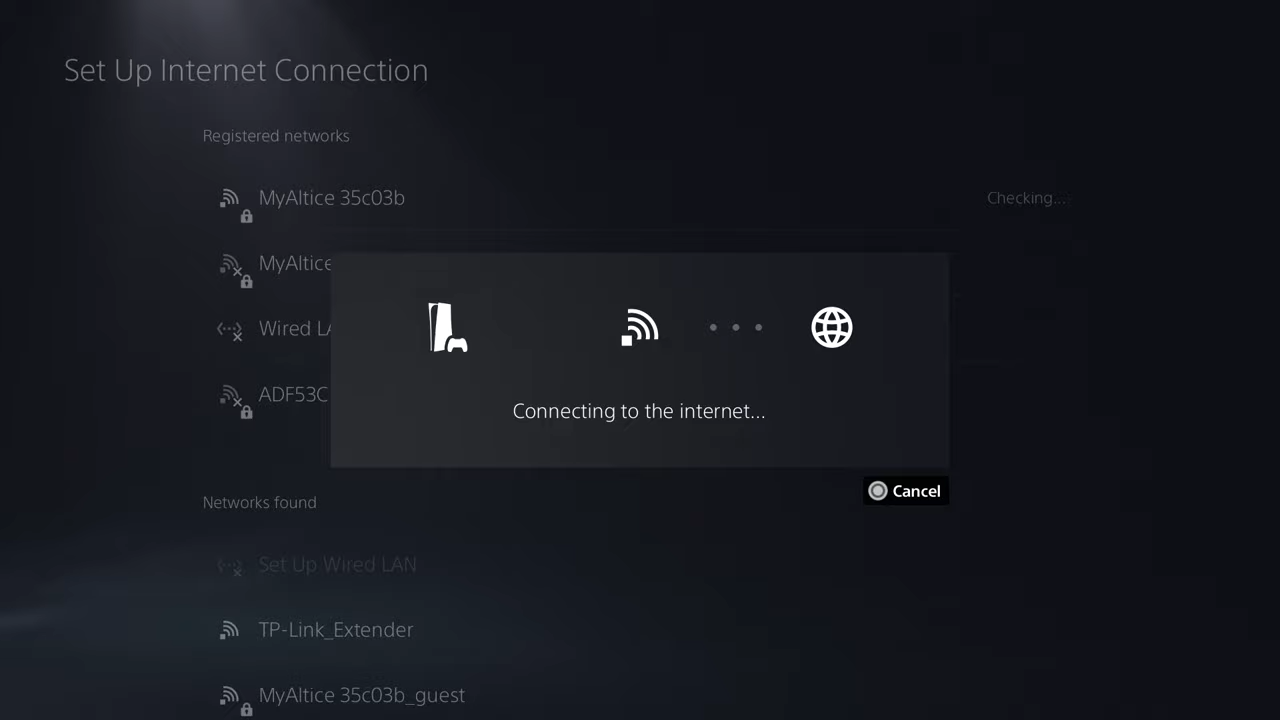 Set Up Internet Connection
Registered networks
MyAltice 35c03b
Checking...
MyAltice
Wired LA
ADF53C
Connecting to the internet...
Cancel
Networks found
Set Up Wired LAN
TP-Link_Extender
MyAltice 35c03b_guest